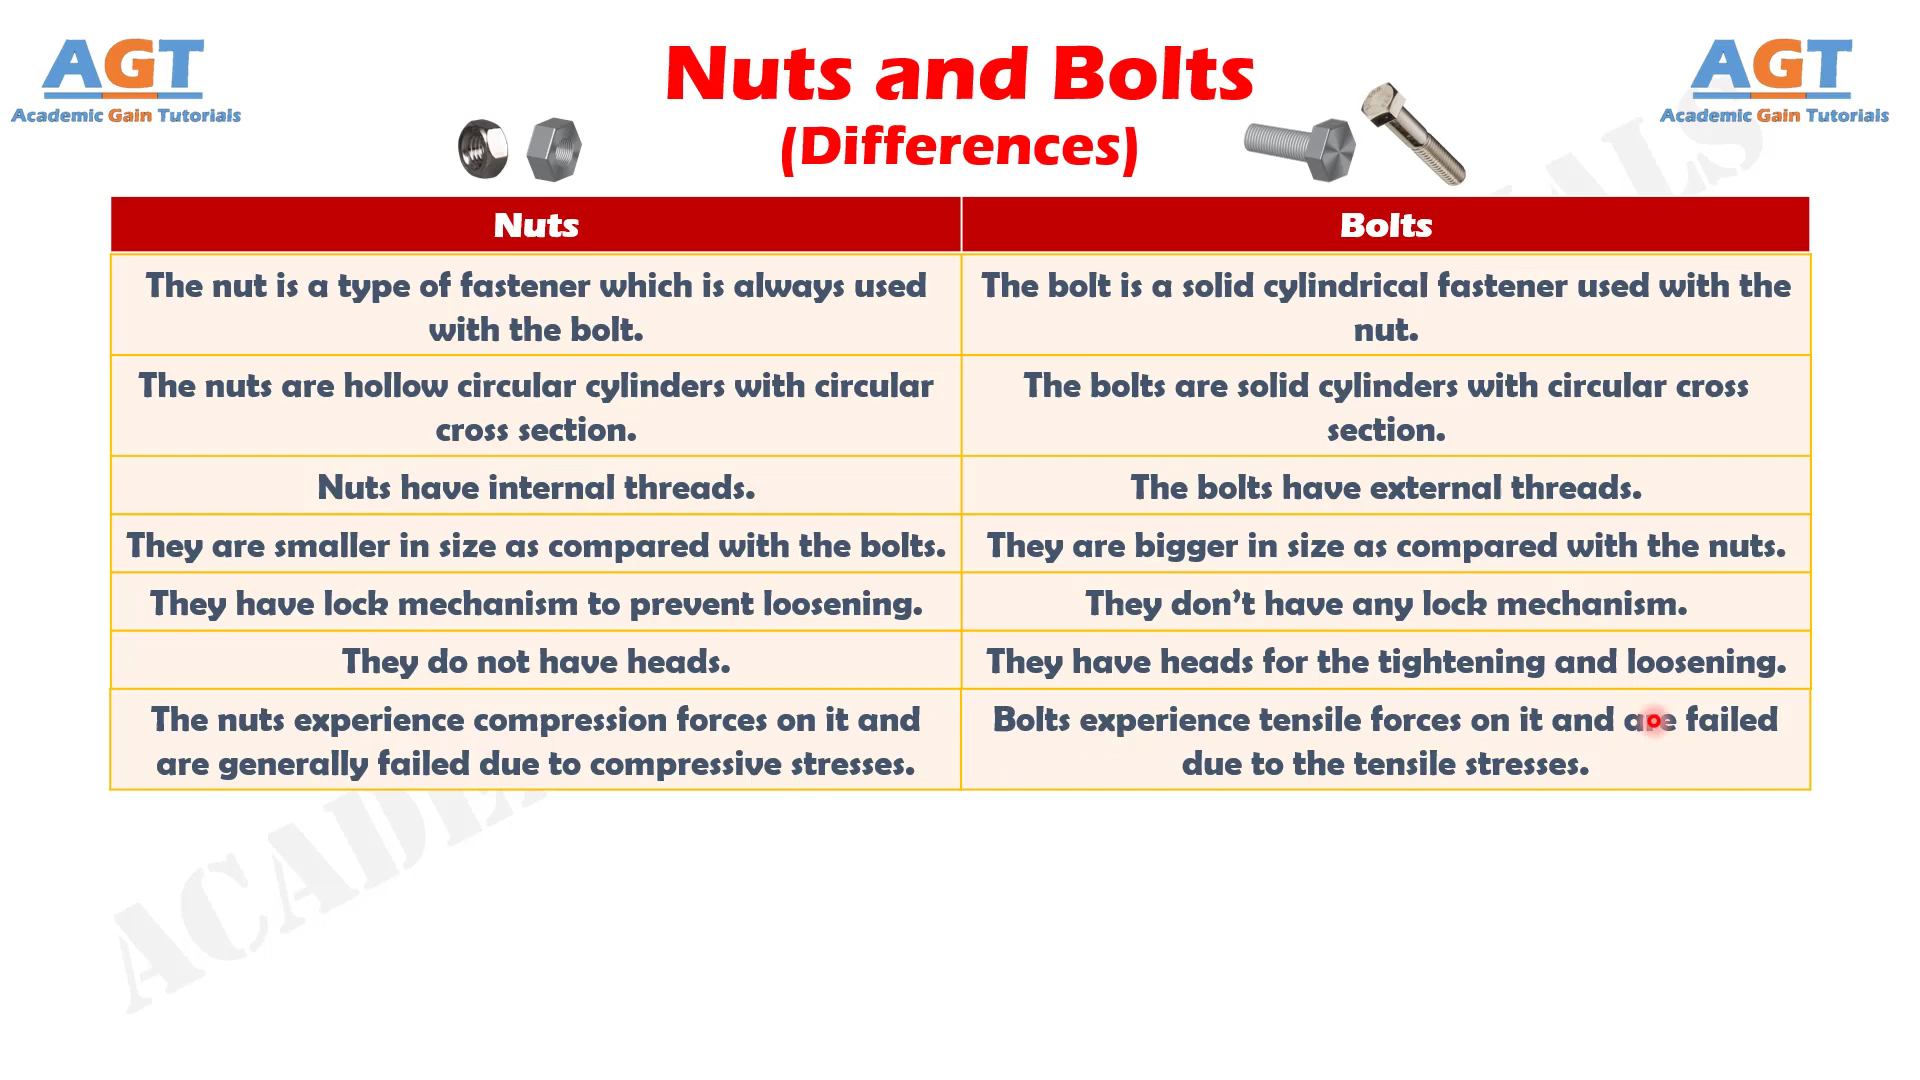 AGT
Academic Gain Tutorials
Nuts and Bolts
(Differences)
AGT
Academic Gain Tutorials
Nuts
Bolts
The nut is a type of fastener which is always used
with the bolt.
The bolt is a solid cylindrical fastener used with the
nut.
The nuts are hollow circular cylinders with circular
cross section.
The bolts are solid cylinders with circular cross
section.
Nuts have internal threads.
The bolts have external threads.
They are smaller in size as compared with the bolts.
They are bigger in size as compared with the nuts.
They have lock mechanism to prevent loosening.
They don’t have any lock mechanism.
They do not have heads.
They have heads for the tightening and loosening.
The nuts experience compression forces on it and
are generally failed due to compressive stresses.
Bolts experience tensile forces on it and are failed
due to the tensile stresses.